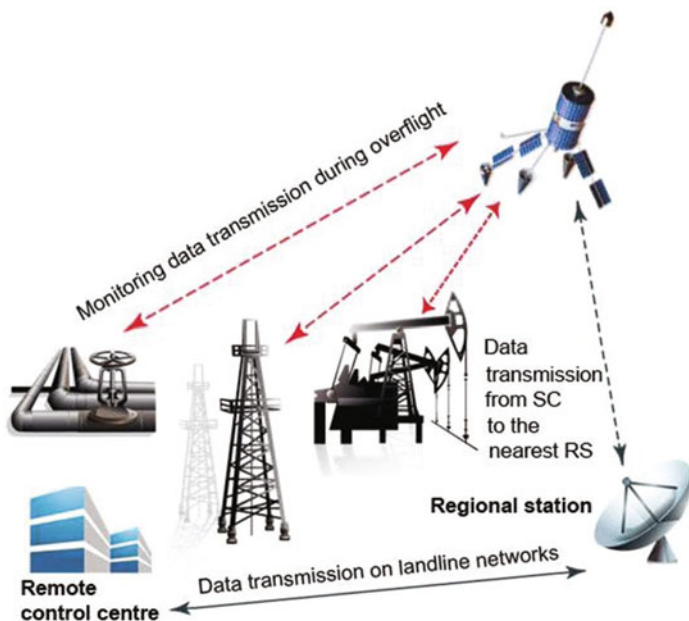 Monitoring data transmission during overflight
Data
transmission
from SC
to the
nearest RS
Regional station
Data transmission on landline networks
Remote
control centre